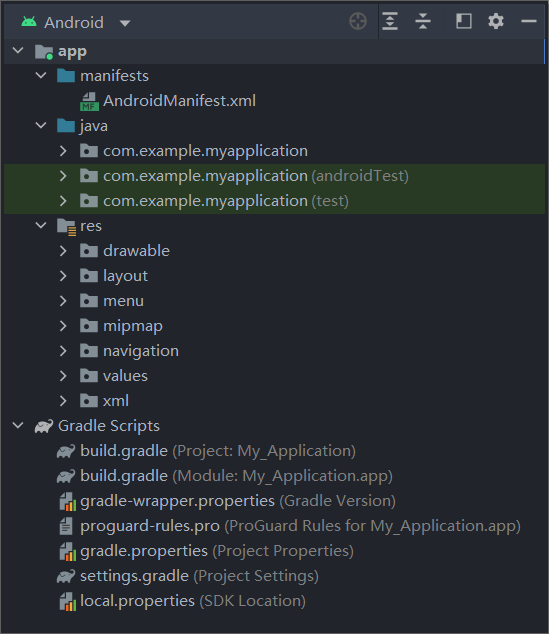 Android
app
manifests
MF AndroidManifest.xml
java
com.example.myapplication
com.example.myapplication (androidTest)
com.example.myapplication (test)
res
drawable
layout
menu
mipmap
navigation
values
xml
Gradle Scripts
build.gradle (Project: My_Application)
build.gradle (Module: My_Application.app)
gradle-wrapper.properties (Gradle Version)
proguard-rules.pro (ProGuard Rules for My_Application.app)
gradle.properties (Project Properties)
settings.gradle (Project Settings)
local.properties (SDK Location)